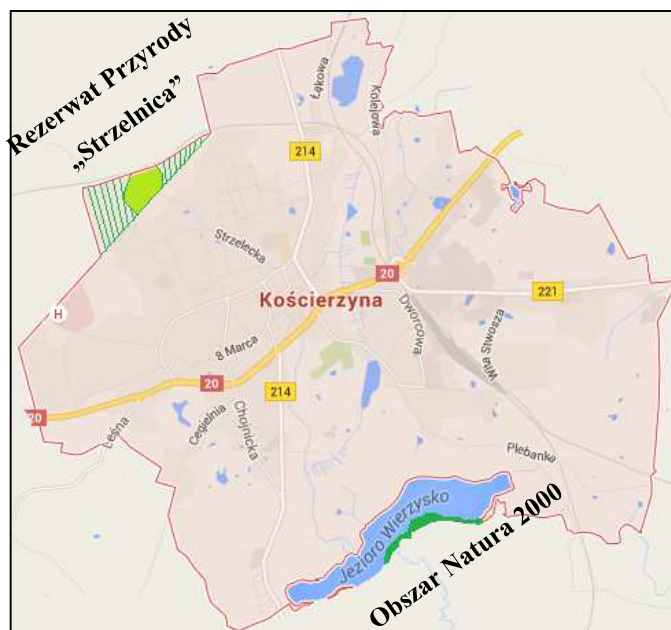 Rezerwat Przyrody
„Strzelnica”
Łąkowa
Kolejowa
214
Strzelecka
20
Kościerzyna
221
H
Dworcowa
Wita Stwosza
8 Marca
20
214
20
Leśna
Cegielnia
Chojnicka
Plebanka
Jezioro Wierzysko
Obszar Natura 2000